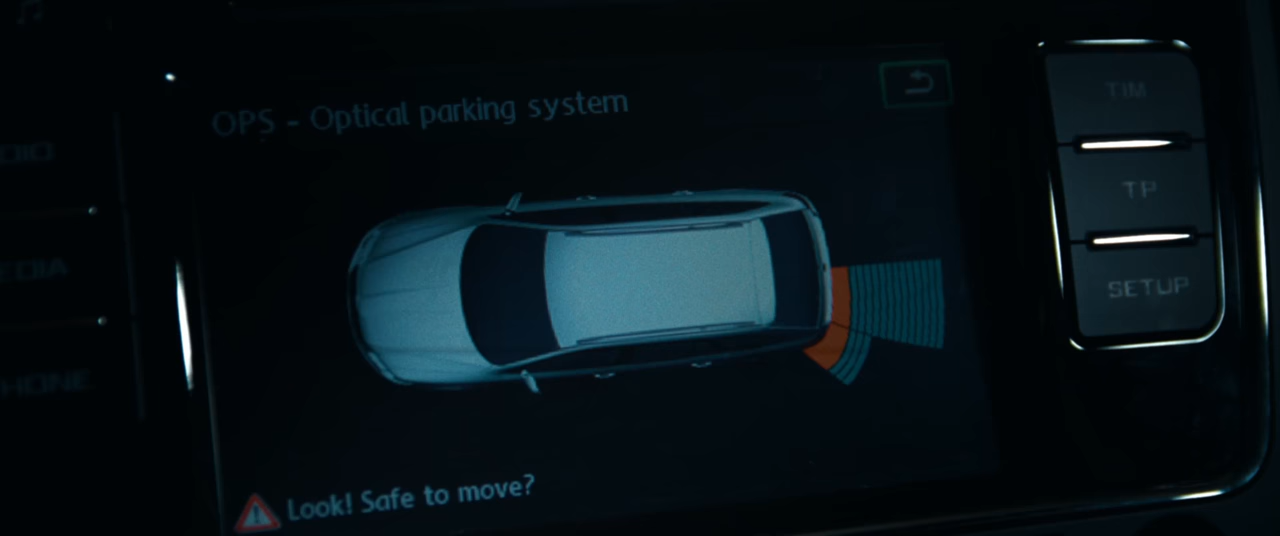 OPS - Optical parking system
TIM
TP
SETUP
Look! Safe to move?